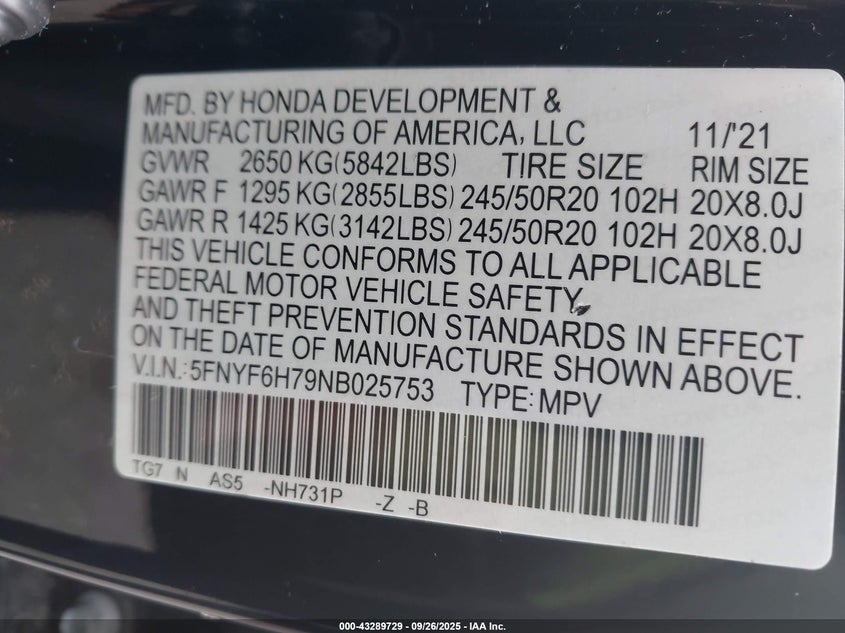 MFD. BY HONDA DEVELOPMENT &
MANUFACTURING OF AMERICA, LLC 11/'21
GVWR 2650 KG(5842LBS) TIRE SIZE RIM SIZE
GAWR F 1295 KG(2855LBS) 245/50R20 102H 20X8.0J
GAWR R 1425 KG(3142LBS) 245/50R20 102H 20X8.0J
THIS VEHICLE CONFORMS TO ALL APPLICABLE
FEDERAL MOTOR VEHICLE SAFETY
AND THEFT PREVENTION STANDARDS IN EFFECT
ON THE DATE OF MANUFACTURE SHOWN ABOVE.
V.I.N.:5FNYF6H79NB025753 TYPE:MPV
TG7 N AS5 -NH731P -Z -B
000-43289729 - 09/26/2025 - IAA Inc.